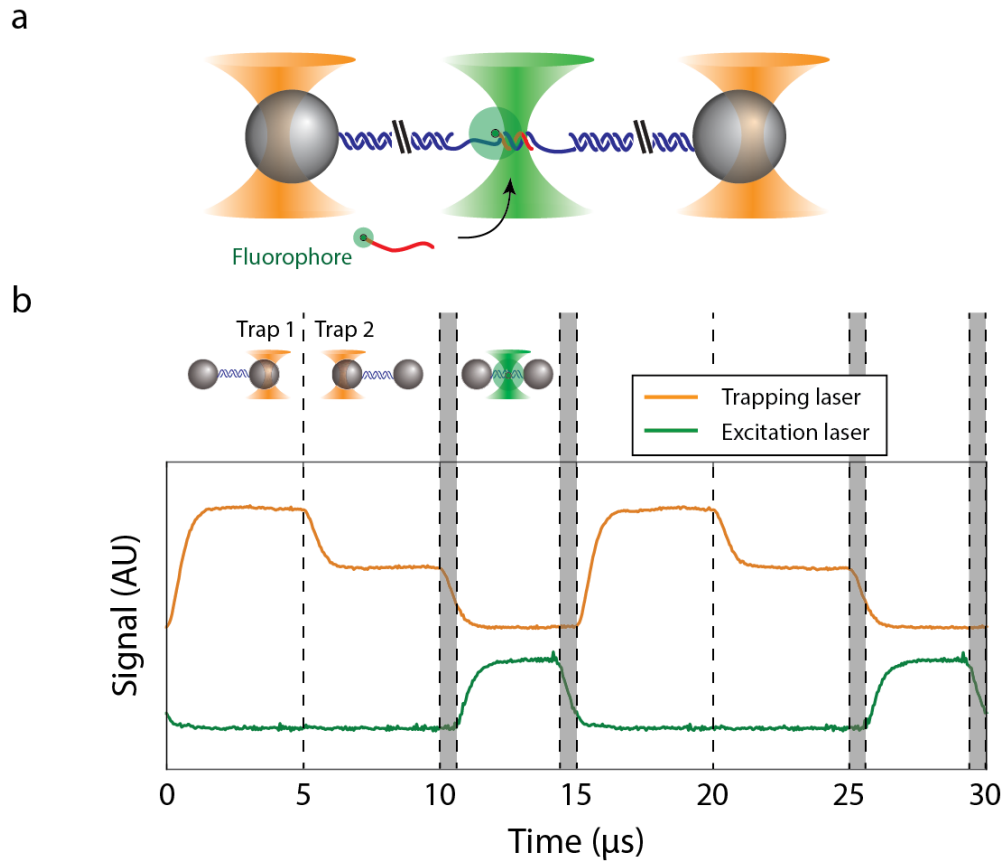 a
Fluorophore
b
Trap 1 Trap 2
Trapping laser
Excitation laser
Signal (AU)
0 5 10 15 20 25 30
Time (μs)